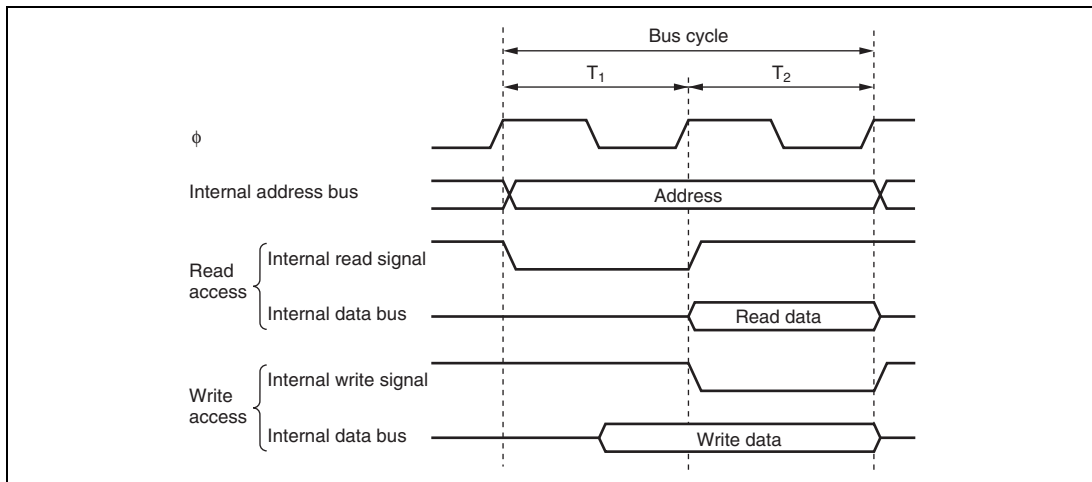 Bus cycle
T₁ T₂
ϕ
Internal address bus Address
Read access
Internal read signal
Internal data bus Read data
Write access
Internal write signal
Internal data bus Write data